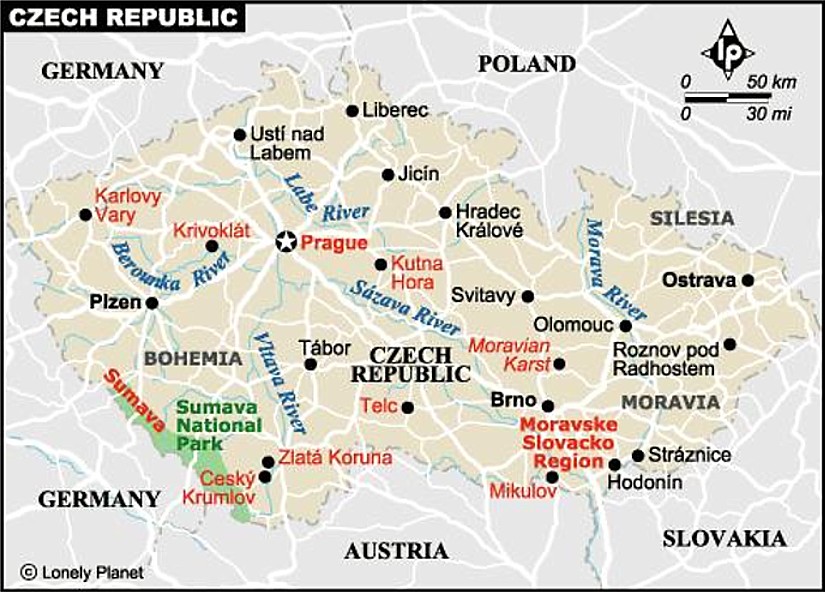 CZECH REPUBLIC
GERMANY
POLAND
lp
0 50 km
0 30 mi
Liberec
Ustí nad
Labem
Jicín
Labe River
Karlovy
Vary
Krivoklát
Prague
Hradec
Králové
SILESIA
Morava River
Berounka River
Kutna
Hora
Ostrava
Plzen
Sázava River
Svitavy
Olomouc
BOHEMIA
Vltava River
Tábor
CZECH
REPUBLIC
Moravian
Karst
Roznov pod
Radhostem
Sumava
Sumava
National
Park
Telc
Brno
MORAVIA
Moravske
Slovacko
Region
Stráznice
Hodonín
Zlatá Koruna
Ceský
Krumlov
Mikulov
GERMANY
AUSTRIA
SLOVAKIA
© Lonely Planet